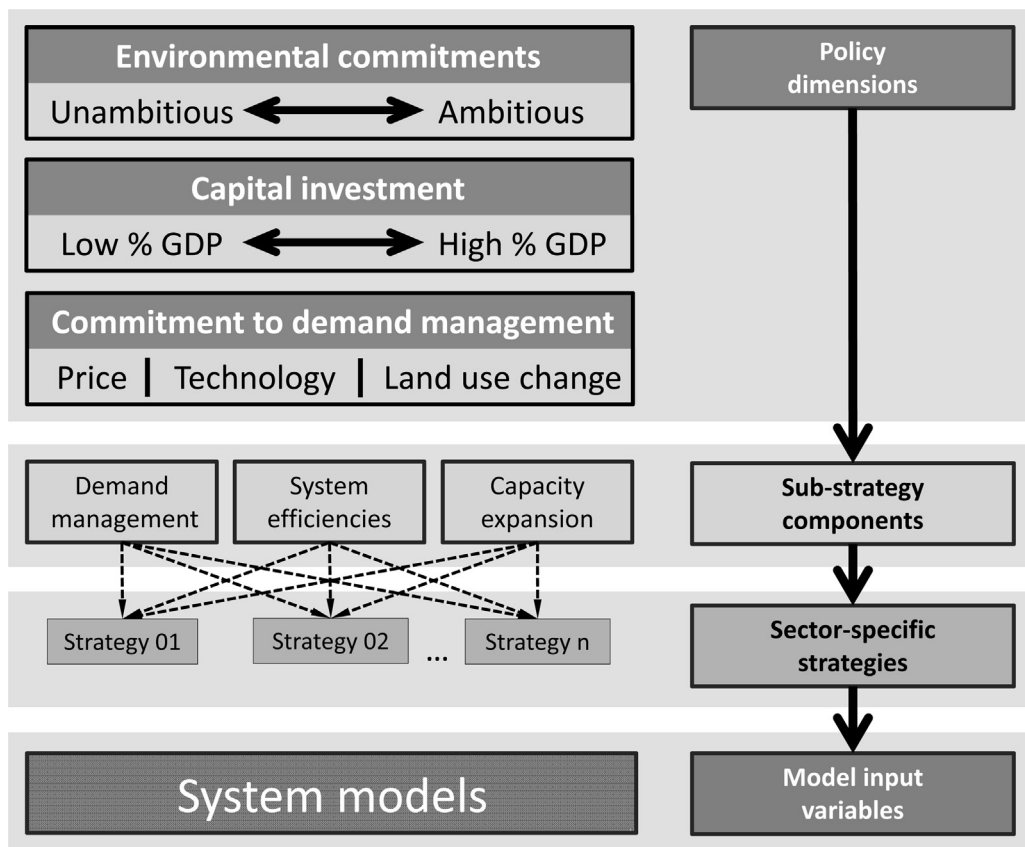 Environmental commitments
Unambitious Ambitious
Policy
dimensions
Capital investment
Low % GDP High % GDP
Commitment to demand management
Price | Technology | Land use change
Demand
management
System
efficiencies
Capacity
expansion
Sub-strategy
components
Strategy 01
Strategy 02
...
Strategy n
Sector-specific
strategies
System models
Model input
variables